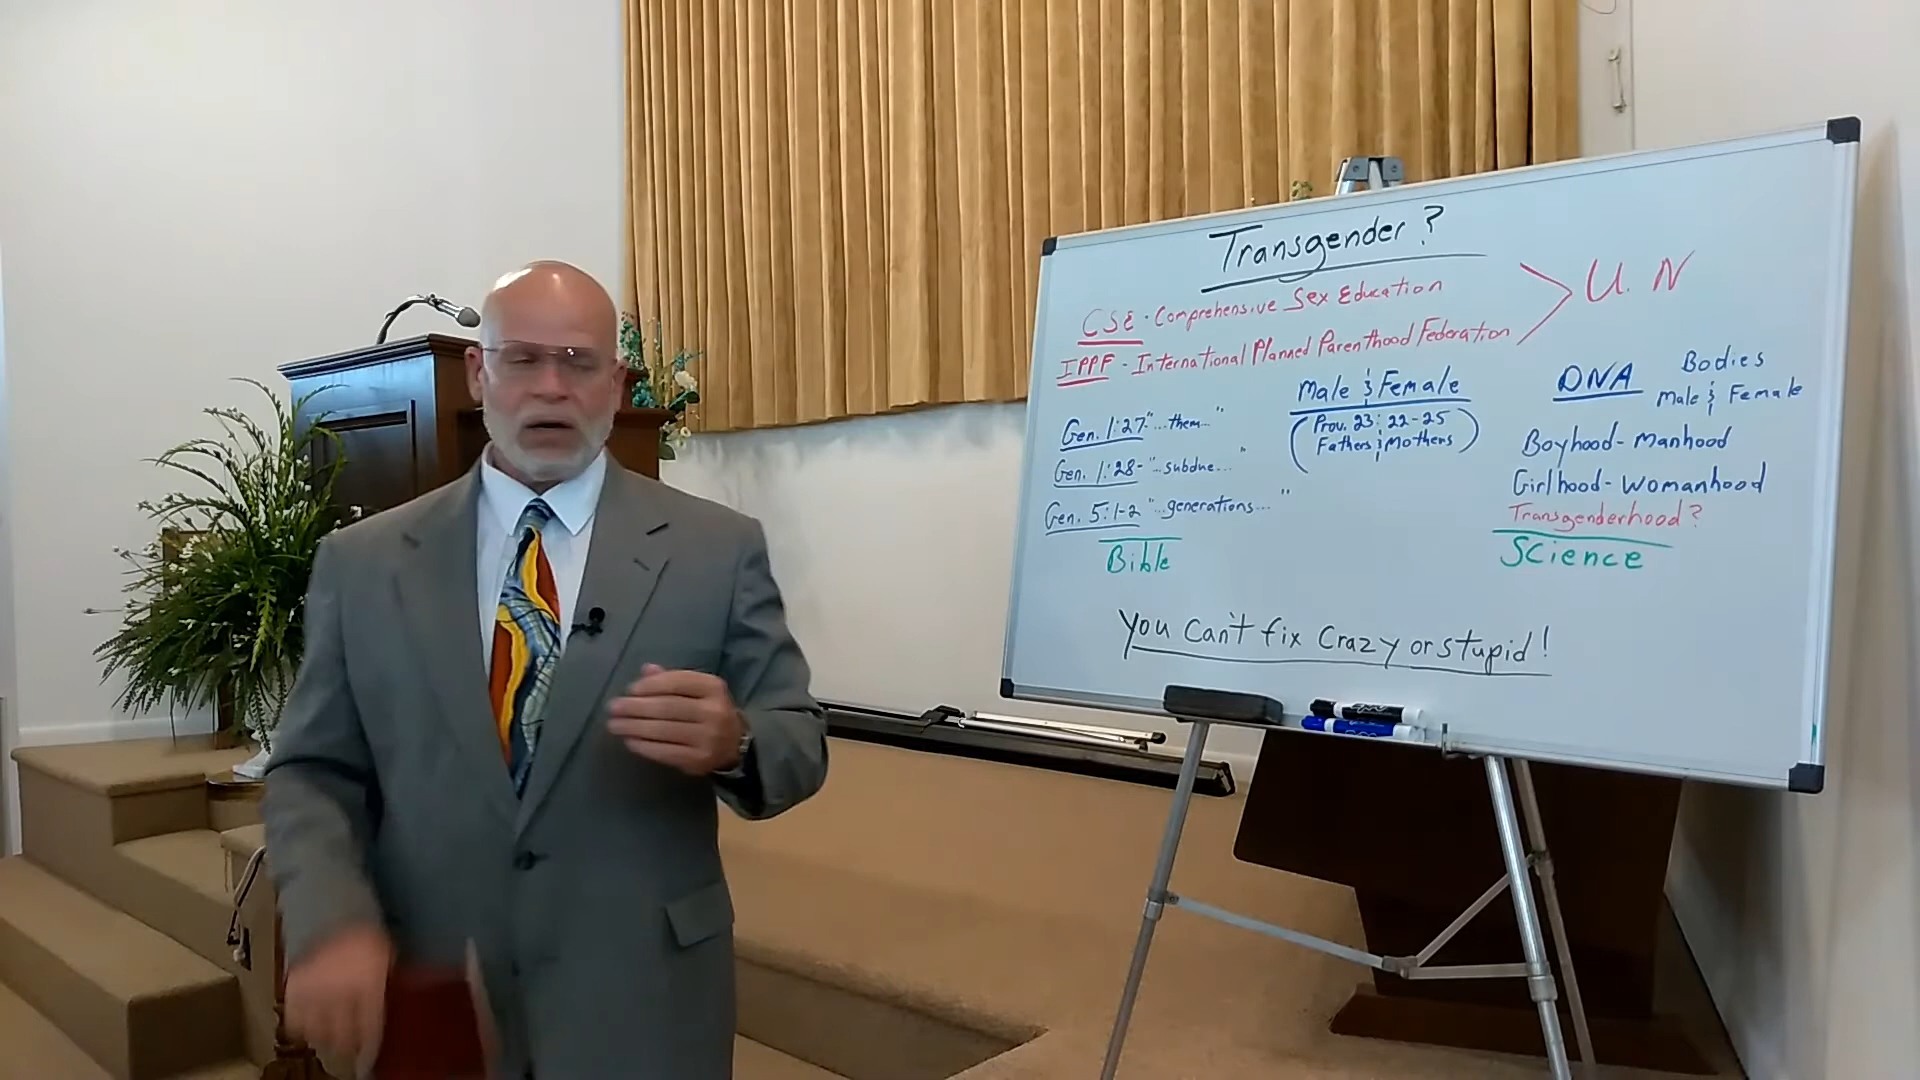 Transgender?
CSE - Comprehensive Sex Education
IPPF - International Planned Parenthood Federation
U.N
Gen. 1:27 "...them..."
Gen. 1:28 - "...subdue..."
Gen. 5:1-2 "...generations..."
Bible
Male & Female
(Prov. 23:22-25
Fathers & Mothers)
DNA
Bodies
Male & Female
Boyhood - Manhood
Girlhood - Womanhood
Transgenderhood?
Science
You Can't fix Crazy or stupid!